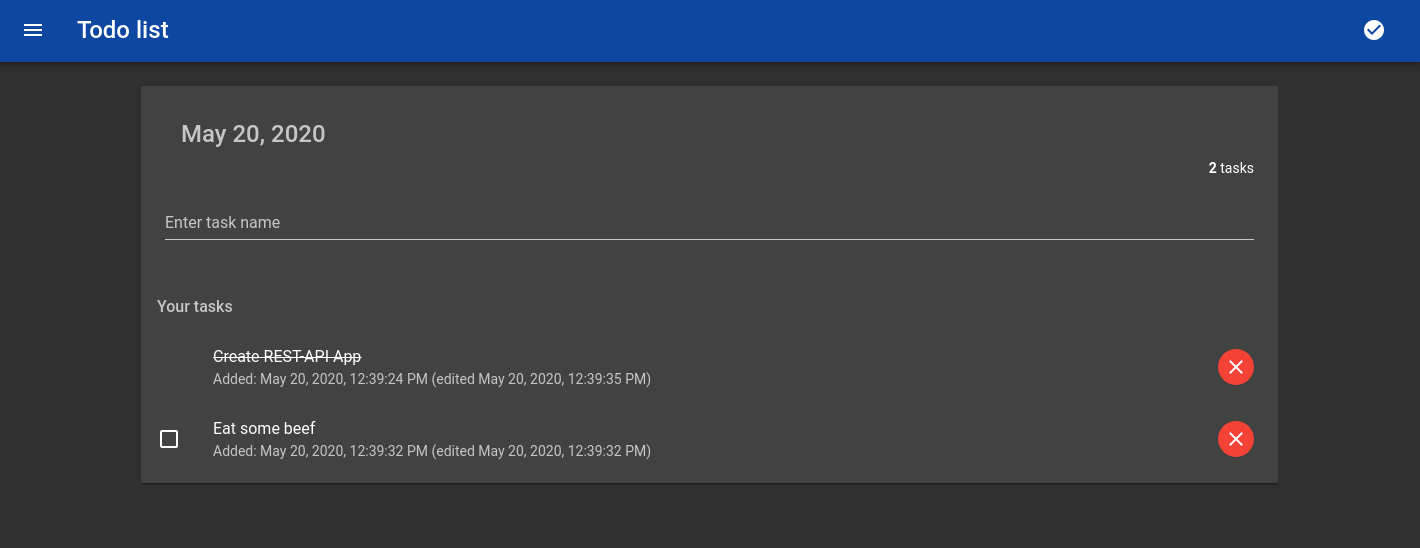 Todo list
May 20, 2020
2 tasks
Enter task name
Your tasks
Create REST-API App
Added: May 20, 2020, 12:39:24 PM (edited May 20, 2020, 12:39:35 PM)
Eat some beef
Added: May 20, 2020, 12:39:32 PM (edited May 20, 2020, 12:39:32 PM)